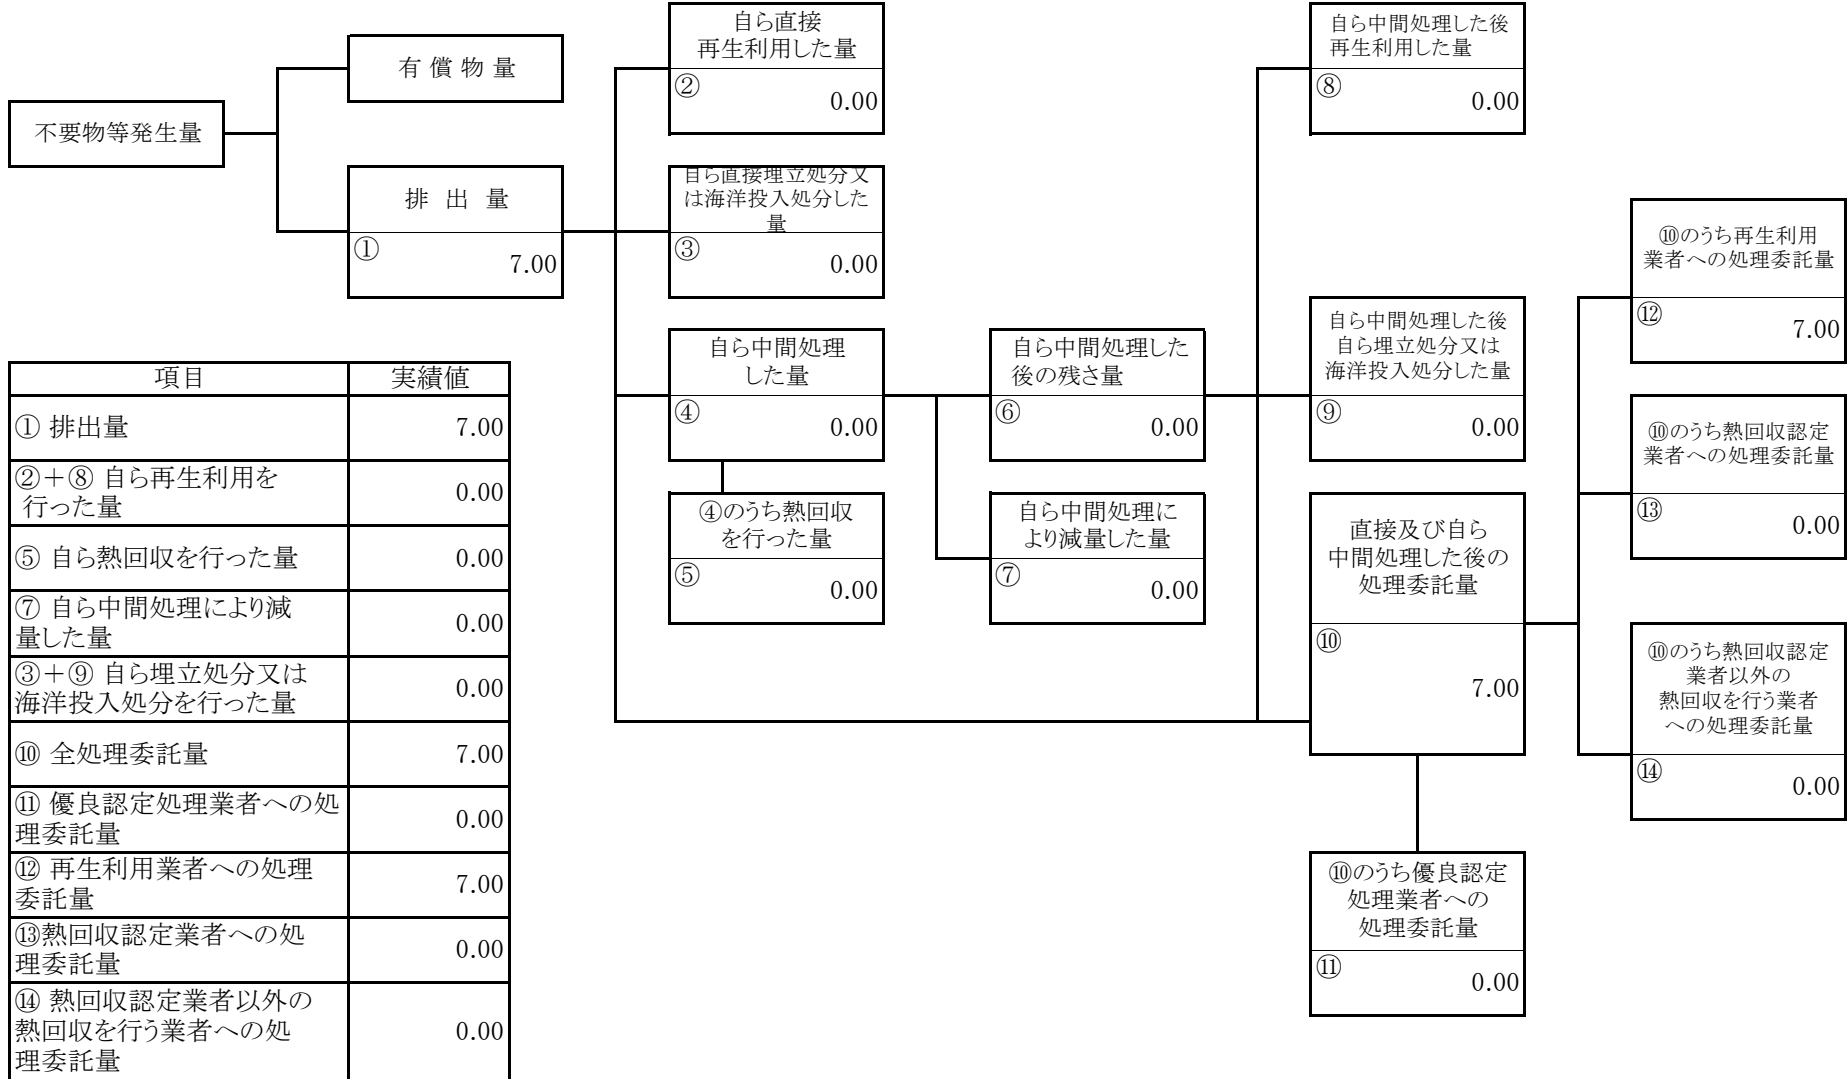 不要物等発生量
有 償 物 量
排 出 量
①
7.00
自ら直接
再生利用した量
②
0.00
自ら直接埋立処分又
は海洋投入処分した
量
③
0.00
自ら中間処理
した量
④
0.00
④のうち熱回収
を行った量
⑤
0.00
自ら中間処理した
後の残さ量
⑥
0.00
自ら中間処理に
より減量した量
⑦
0.00
自ら中間処理した後
再生利用した量
⑧
0.00
自ら中間処理した後
自ら埋立処分又は
海洋投入処分した量
⑨
0.00
直接及び自ら
中間処理した後の
処理委託量
⑩
7.00
⑩のうち優良認定
処理業者への
処理委託量
⑪
0.00
⑩のうち再生利用
業者への処理委託量
⑫
7.00
⑩のうち熱回収認定
業者への処理委託量
⑬
0.00
⑩のうち熱回収認定
業者以外の
熱回収を行う業者
への処理委託量
⑭
0.00
項目 実績値
① 排出量 7.00
②＋⑧ 自ら再生利用を
行った量 0.00
⑤ 自ら熱回収を行った量 0.00
⑦ 自ら中間処理により減
量した量 0.00
③＋⑨ 自ら埋立処分又は
海洋投入処分を行った量 0.00
⑩ 全処理委託量 7.00
⑪ 優良認定処理業者への処
理委託量 0.00
⑫ 再生利用業者への処理
委託量 7.00
⑬熱回収認定業者への処
理委託量 0.00
⑭ 熱回収認定業者以外の
熱回収を行う業者への処
理委託量 0.00